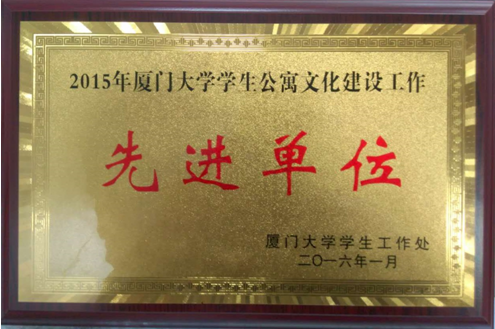 2015年厦门大学学生公寓文化建设工作
先进单位
厦门大学学生工作处
二〇一六年一月